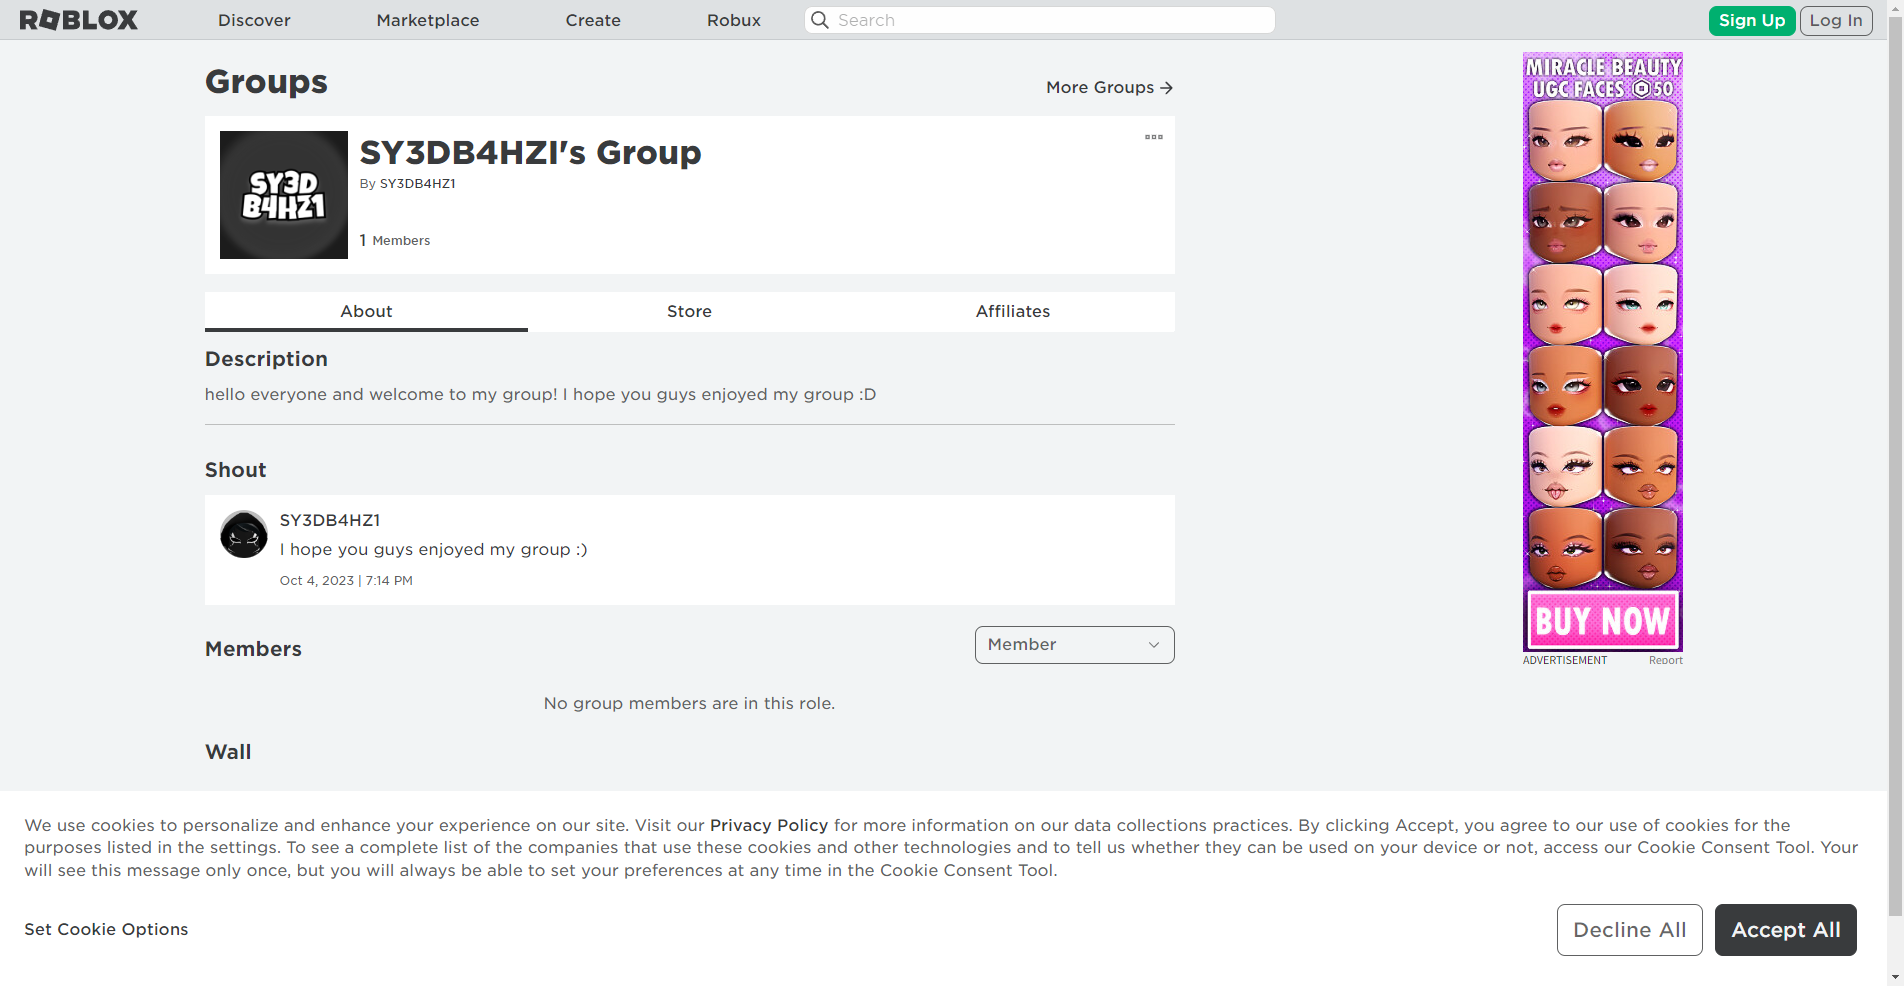 ROBLOX
Discover
Marketplace
Create
Robux
Search
Sign Up
Log In
Groups
More Groups →
SY3D
B4HZ1
SY3DB4HZI's Group
By SY3DB4HZ1
1 Members
About
Store
Affiliates
Description
hello everyone and welcome to my group! I hope you guys enjoyed my group :D
Shout
SY3DB4HZ1
I hope you guys enjoyed my group :)
Oct 4, 2023 | 7:14 PM
Members
Member
No group members are in this role.
Wall
MIRACLE BEAUTY
UGC FACES 50
BUY NOW
ADVERTISEMENT
Report
We use cookies to personalize and enhance your experience on our site. Visit our Privacy Policy for more information on our data collections practices. By clicking Accept, you agree to our use of cookies for the
purposes listed in the settings. To see a complete list of the companies that use these cookies and other technologies and to tell us whether they can be used on your device or not, access our Cookie Consent Tool. Your
will see this message only once, but you will always be able to set your preferences at any time in the Cookie Consent Tool.
Set Cookie Options
Decline All
Accept All